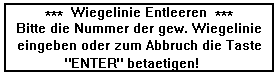 *** Wiegelinie Entleeren ***
Bitte die Nummer der gew. Wiegelinie
eingeben oder zum Abbruch die Taste
"ENTER" betaetigen!